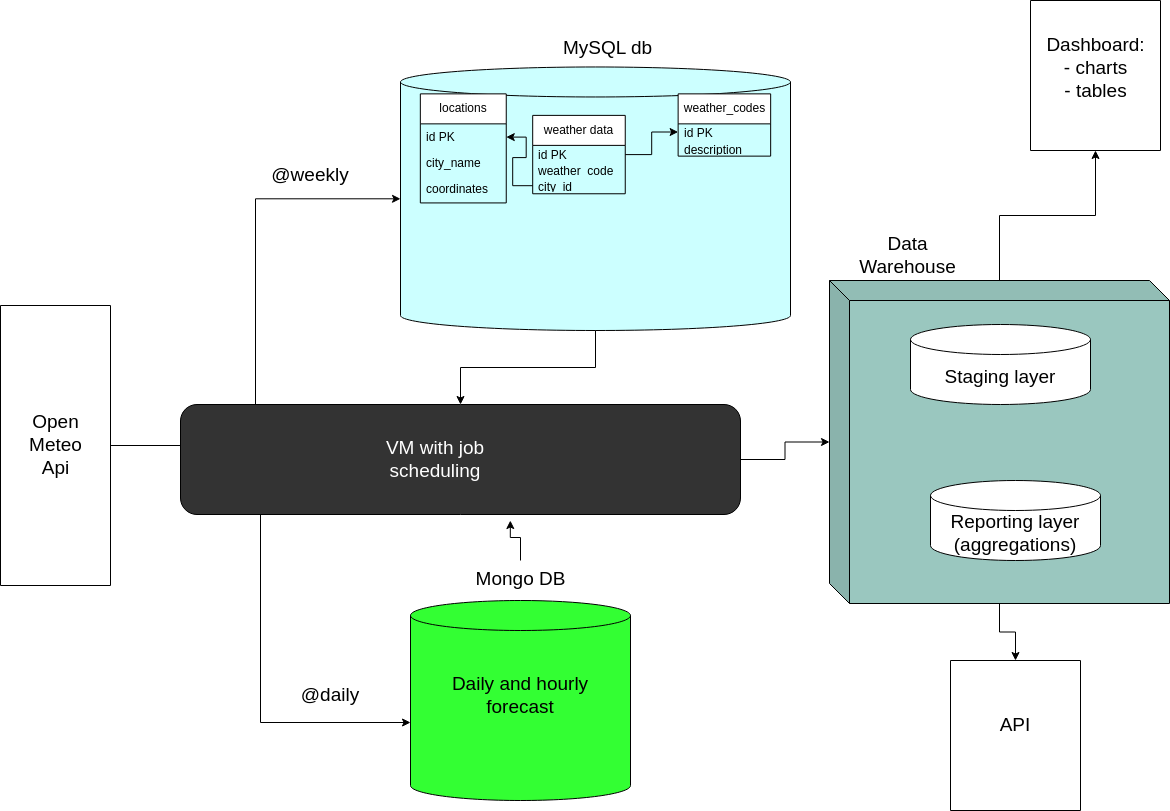 MySQL db
locations
id PK
city_name
coordinates
weather data
id PK
weather_code
city_id
weather_codes
id PK
description
Dashboard:
- charts
- tables
@weekly
Data
Warehouse
Staging layer
Reporting layer
(aggregations)
Open
Meteo
Api
VM with job
scheduling
Mongo DB
Daily and hourly
forecast
@daily
API